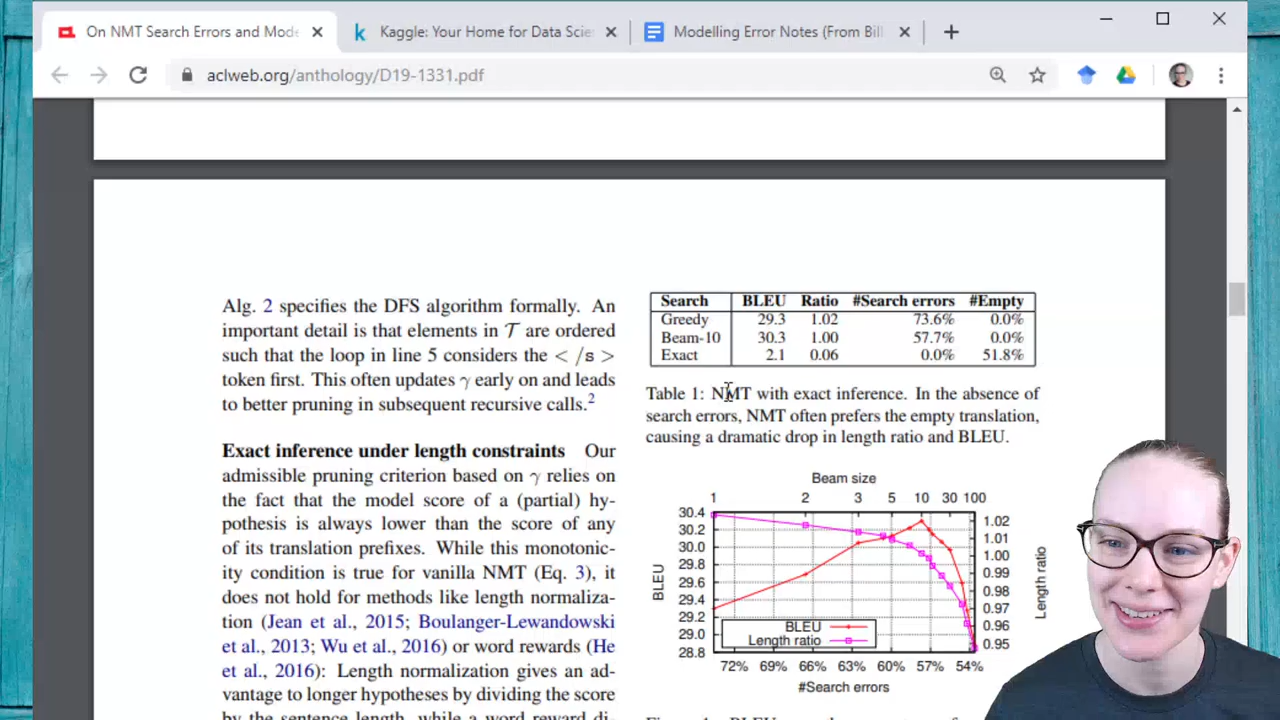 On NMT Search Errors and Mode
Kaggle: Your Home for Data Scie
Modelling Error Notes (From Bill
aclweb.org/anthology/D19-1331.pdf
Alg. 2 specifies the DFS algorithm formally. An
important detail is that elements in T are ordered
such that the loop in line 5 considers the </s>
token first. This often updates γ early on and leads
to better pruning in subsequent recursive calls.2
Exact inference under length constraints Our
admissible pruning criterion based on γ relies on
the fact that the model score of a (partial) hy-
pothesis is always lower than the score of any
of its translation prefixes. While this monotonic-
ity condition is true for vanilla NMT (Eq. 3), it
does not hold for methods like length normaliza-
tion (Jean et al., 2015; Boulanger-Lewandowski
et al., 2013; Wu et al., 2016) or word rewards (He
et al., 2016): Length normalization gives an ad-
vantage to longer hypotheses by dividing the score
by the sentence length, while a word reward di-
Search BLEU Ratio #Search errors #Empty
Greedy 29.3 1.02 73.6% 0.0%
Beam-10 30.3 1.00 57.7% 0.0%
Exact 2.1 0.06 0.0% 51.8%
Table 1: NMT with exact inference. In the absence of
search errors, NMT often prefers the empty translation,
causing a dramatic drop in length ratio and BLEU.
Beam size
1 2 3 5 10 30 100
30.4
30.2
30.0
29.8
29.6
29.4
29.2
29.0
28.8
BLEU
1.02
1.01
1.00
0.99
0.98
0.97
0.96
0.95
Length ratio
BLEU
Length ratio
72% 69% 66% 63% 60% 57% 54%
#Search errors